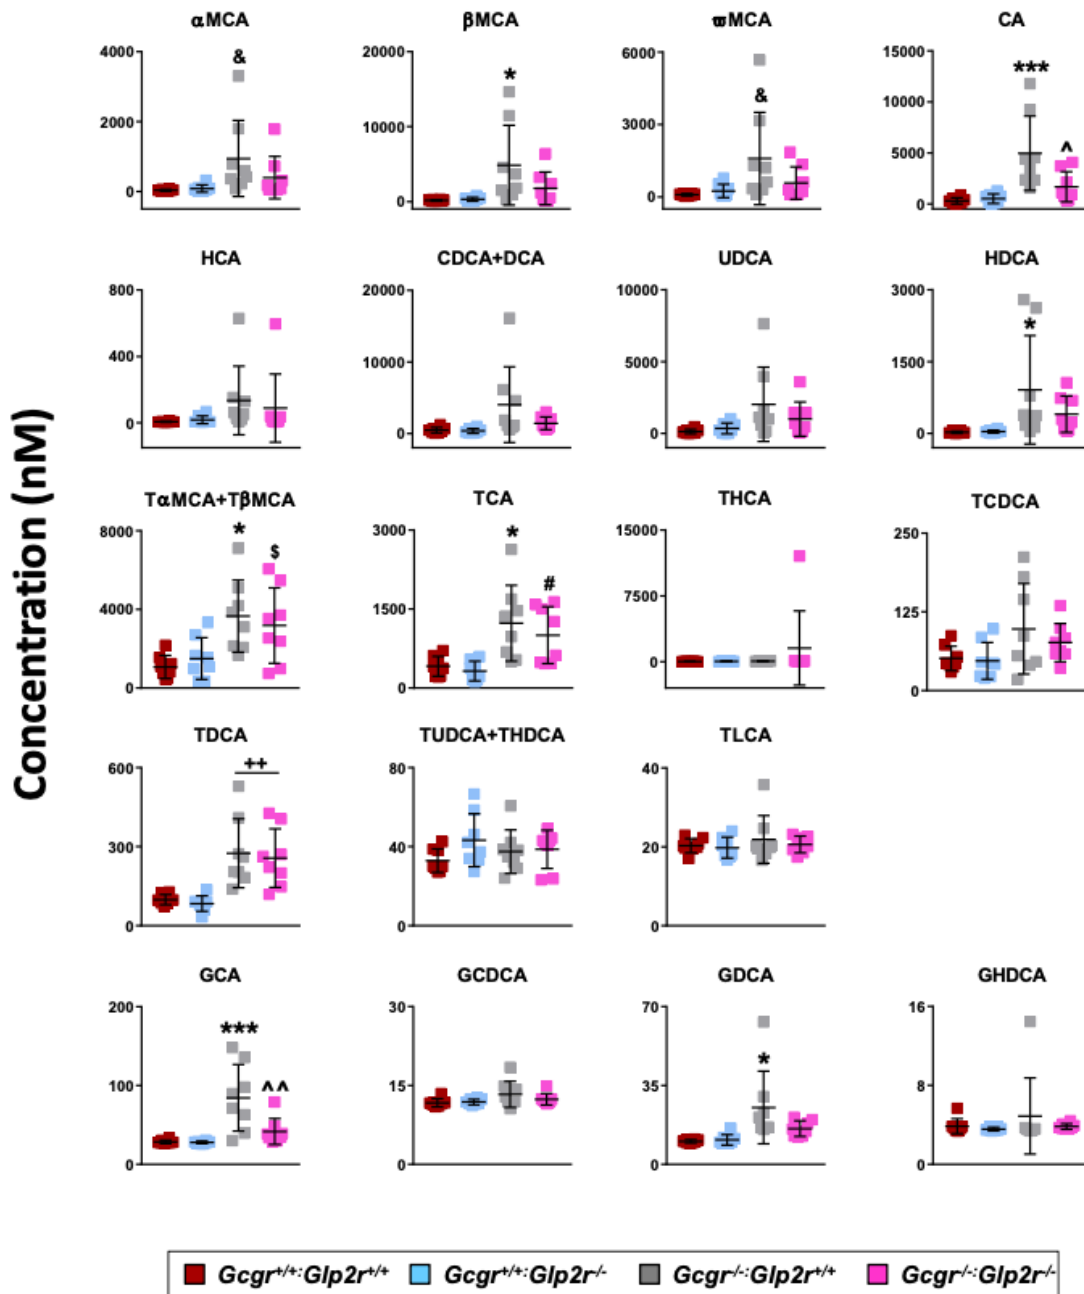 αMCA βMCA ϖMCA CA
4000 2000 0 &
20000 10000 0 *
6000 3000 0 &
15000 10000 5000 0 *** ^
HCA CDCA+DCA UDCA HDCA
800 400 0
20000 10000 0
10000 5000 0
3000 1500 0 *
Concentration (nM)
TαMCA+TβMCA TCA THCA TCDCA
8000 4000 0 * $
3000 1500 0 * #
15000 7500 0
250 125 0
TDCA TUDCA+THDCA TLCA
600 300 0 ++
80 40 0
40 20 0
GCA GCDCA GDCA GHDCA
200 100 0 *** ^^
30 15 0
70 35 0 *
16 8 0
Gcgr+/+:Glp2r+/+ Gcgr+/+:Glp2r-/- Gcgr-/-:Glp2r+/+ Gcgr-/-:Glp2r-/-